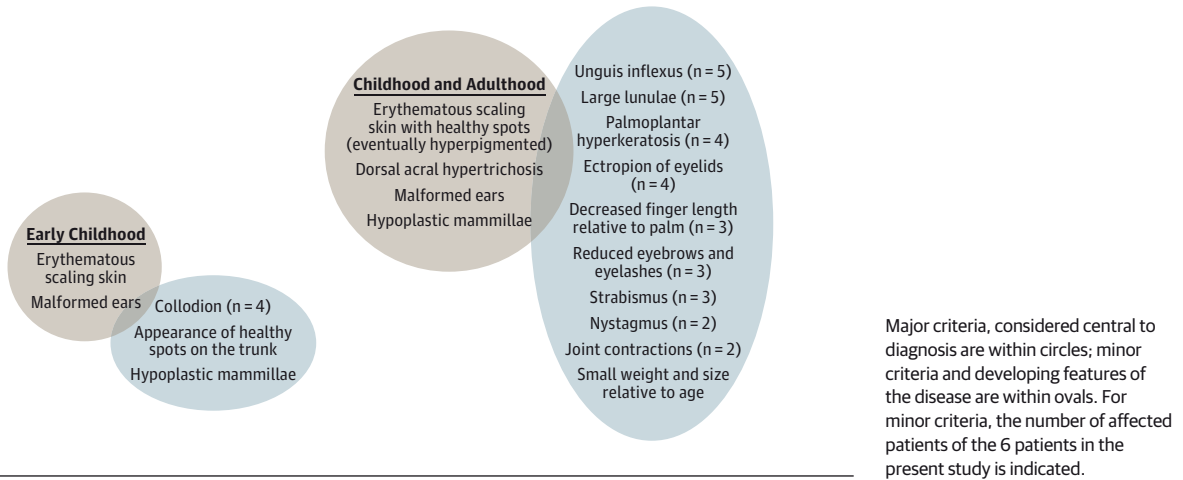 Early Childhood
Erythematous
scaling skin
Malformed ears
Collodion (n = 4)
Appearance of healthy
spots on the trunk
Hypoplastic mammillae
Childhood and Adulthood
Erythematous scaling
skin with healthy spots
(eventually hyperpigmented)
Dorsal acral hypertrichosis
Malformed ears
Hypoplastic mammillae
Unguis inflexus (n = 5)
Large lunulae (n = 5)
Palmoplantar
hyperkeratosis (n = 4)
Ectropion of eyelids
(n = 4)
Decreased finger length
relative to palm (n = 3)
Reduced eyebrows and
eyelashes (n = 3)
Strabismus (n = 3)
Nystagmus (n = 2)
Joint contractions (n = 2)
Small weight and size
relative to age
Major criteria, considered central to
diagnosis are within circles; minor
criteria and developing features of
the disease are within ovals. For
minor criteria, the number of affected
patients of the 6 patients in the
present study is indicated.